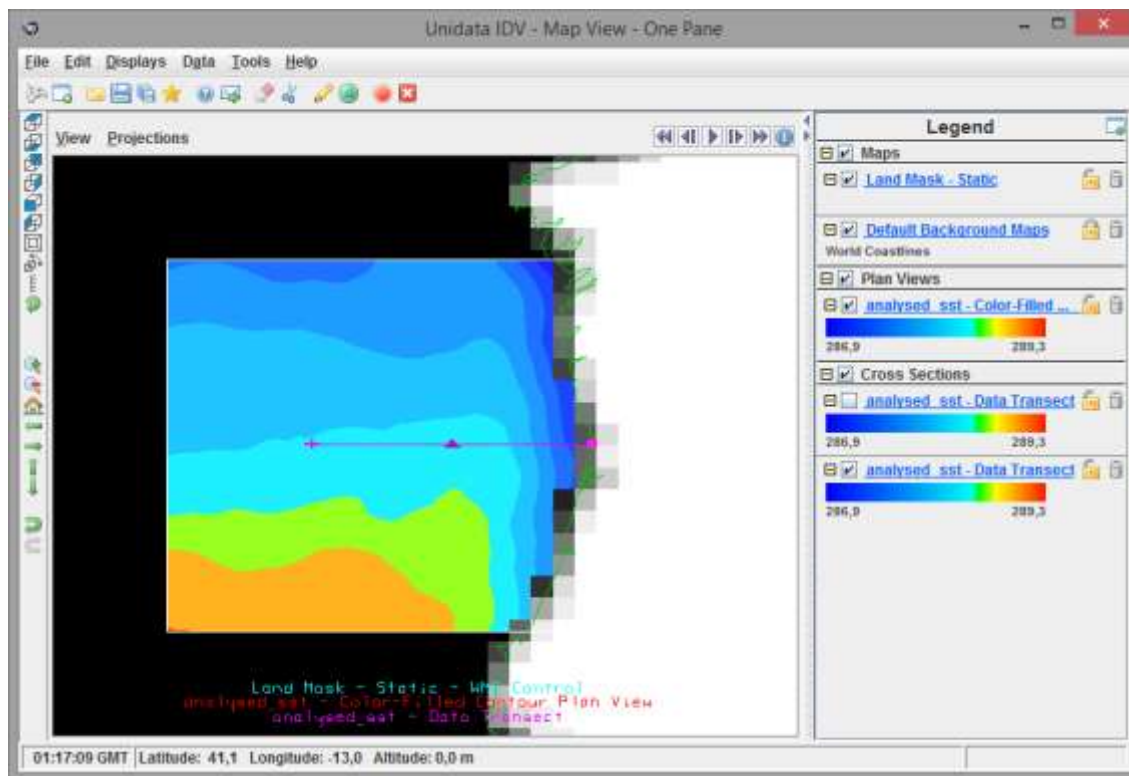 Unidata IDV - Map View - One Pane
File Edit Displays Data Tools Help
View Projections
Legend
Maps
Land Mask - Static
Default Background Maps
World Coastlines
Plan Views
analysed_sst - Color-Filled ...
286,9 289,3
Cross Sections
analysed_sst - Data Transect
286,9 289,3
analysed_sst - Data Transect
286,9 289,3
Land Mask - Static - WMS Control
analysed_sst - Color-Filled Contour Plan View
analysed_sst - Data Transect
01:17:09 GMT Latitude: 41,1 Longitude: -13,0 Altitude: 0,0 m